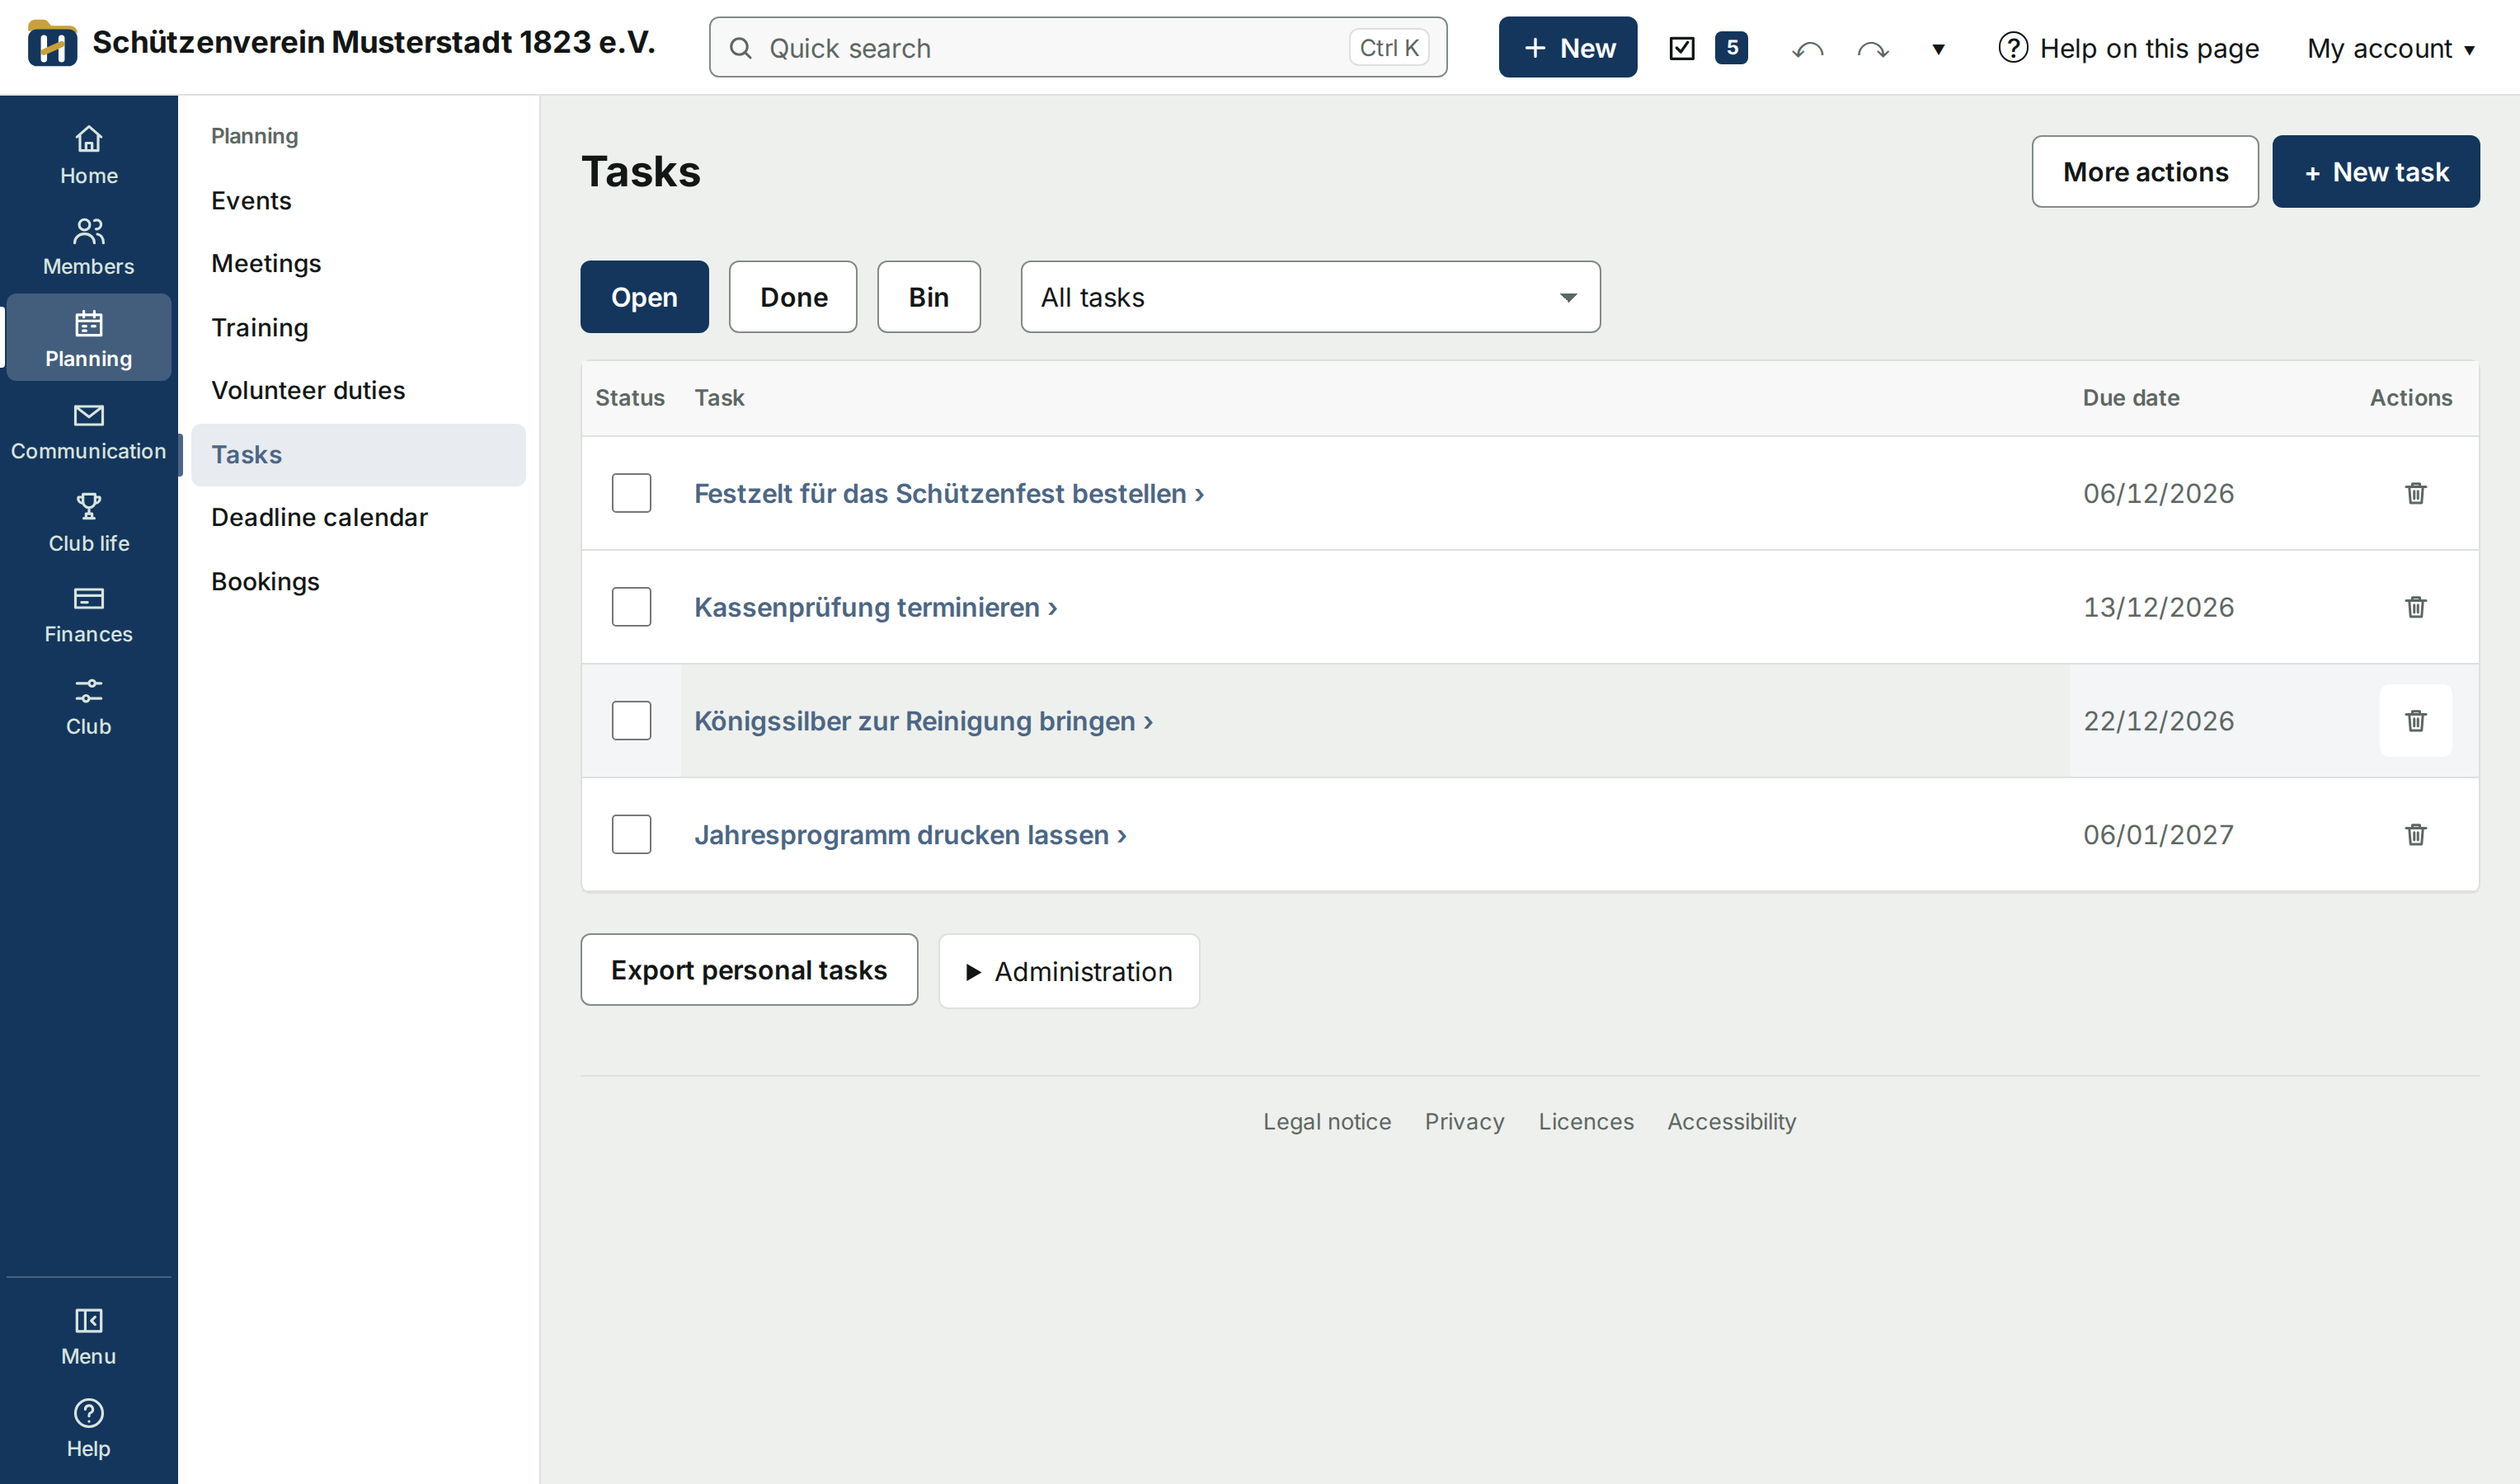 Schützenverein Musterstadt 1823 e.V.
Quick search
Ctrl K
+ New
5
Help on this page
My account
Home
Members
Planning
Communication
Club life
Finances
Club
Menu
Help
Planning
Events
Meetings
Training
Volunteer duties
Tasks
Deadline calendar
Bookings
Tasks
More actions
+ New task
Open
Done
Bin
All tasks
Status Task Due date Actions
Festzelt für das Schützenfest bestellen › 06/12/2026
Kassenprüfung terminieren › 13/12/2026
Königssilber zur Reinigung bringen › 22/12/2026
Jahresprogramm drucken lassen › 06/01/2027
Export personal tasks
Administration
Legal notice Privacy Licences Accessibility